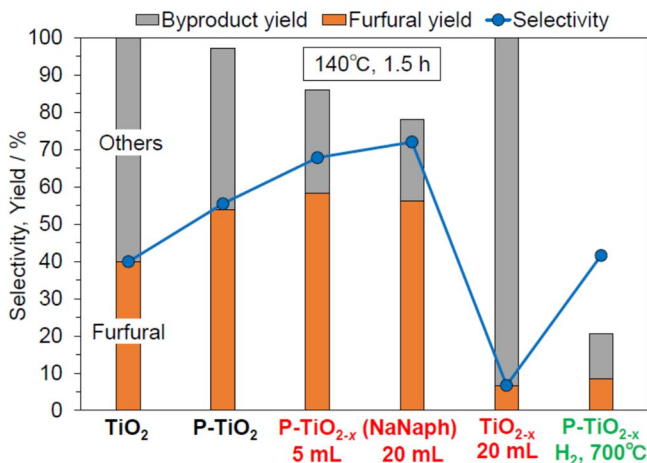 Byproduct yield Furfural yield Selectivity
140℃, 1.5 h
Selectivity, Yield / %
100
90
80
70
60
50
40
30
20
10
0
Others
Furfural
TiO₂ P-TiO₂ P-TiO₂₋ₓ (NaNaph) TiO₂₋ₓ P-TiO₂₋ₓ
5 mL 20 mL 20 mL H₂, 700℃